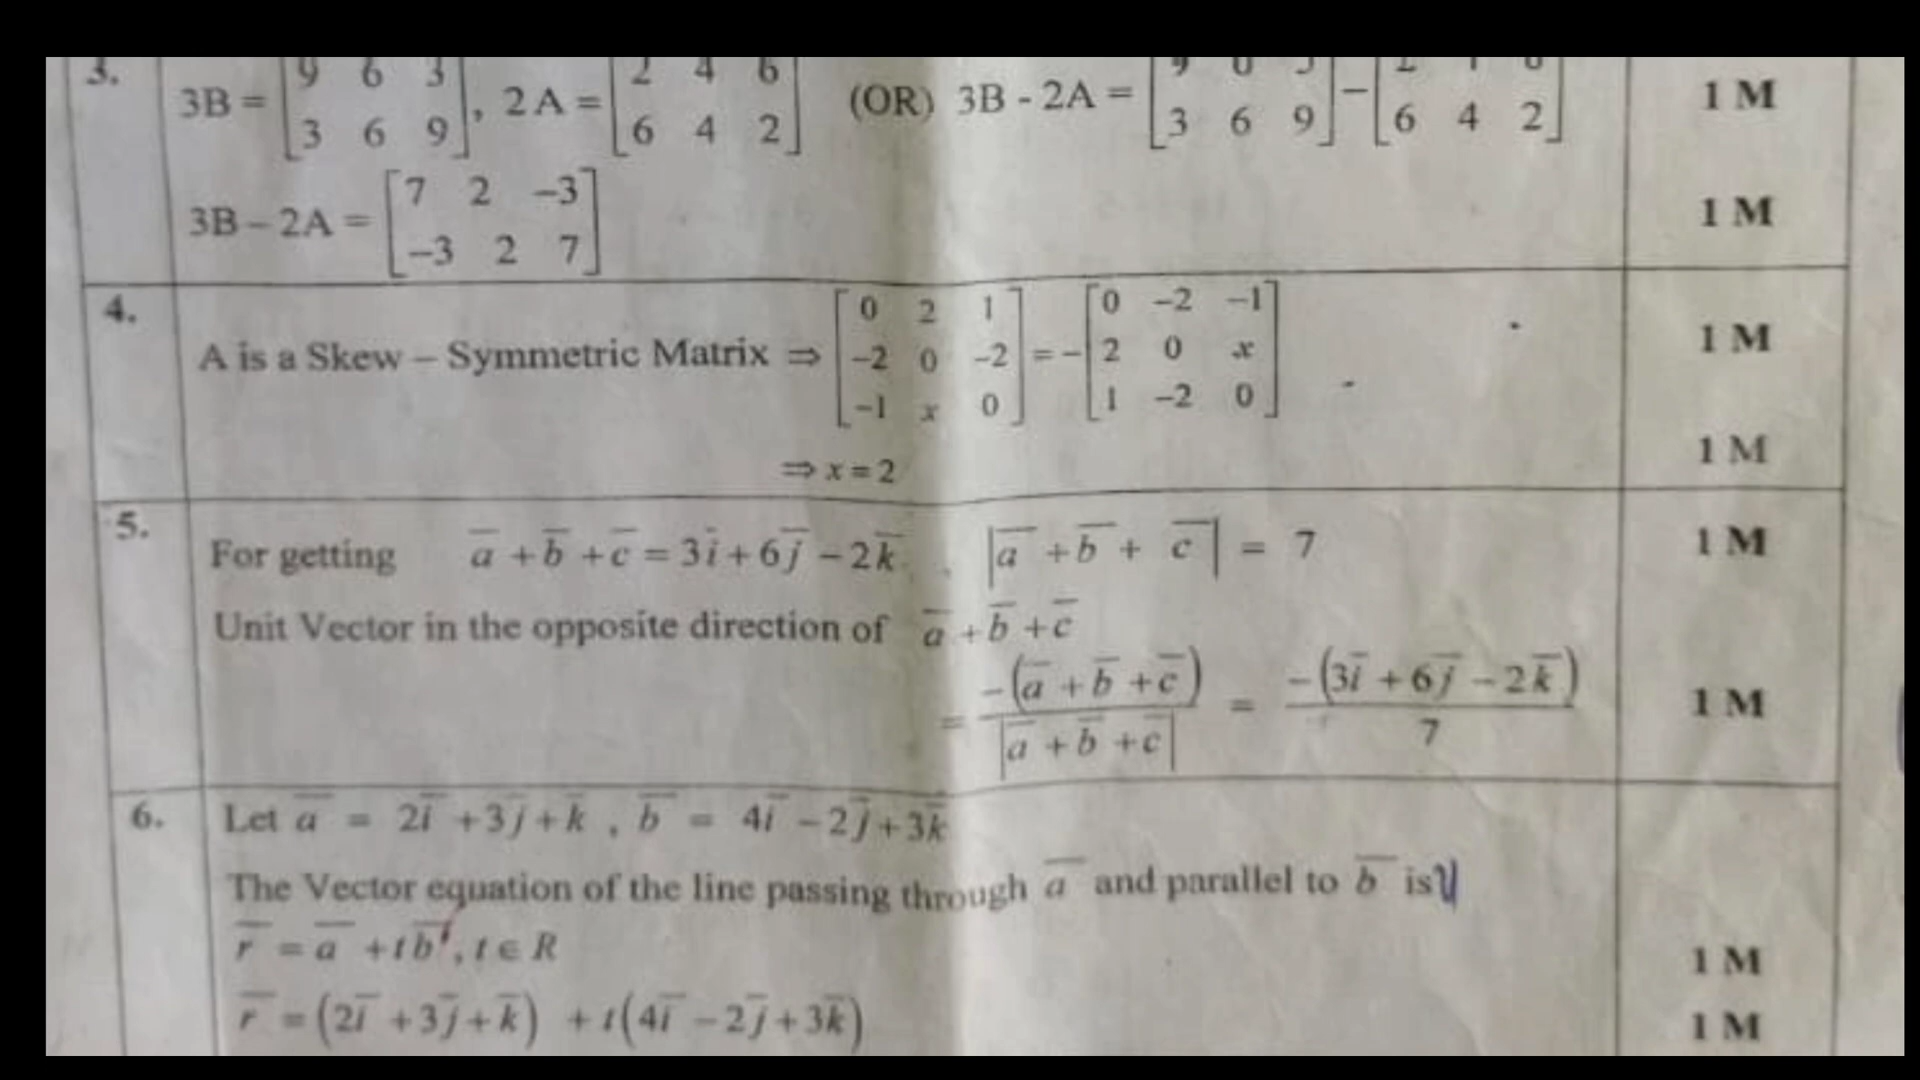 3.
9 6 3 2 4 6 9 6 3 2 4 6
3B = [ ] , 2A = [ ] (OR) 3B - 2A = [ ] - [ ] 1 M
3 6 9 6 4 2 3 6 9 6 4 2
7 2 –3
3B – 2A = [ ] 1 M
–3 2 7
4.
0 2 1 0 –2 –1
A is a Skew – Symmetric Matrix ⇒ [ –2 0 –2 ] = – [ 2 0 x ] 1 M
–1 x 0 1 –2 0
⇒ x = 2 1 M
5.
For getting a̅ + b̅ + c̅ = 3i̅ + 6j̅ – 2k̅ |a̅ + b̅ + c̅| = 7 1 M
Unit Vector in the opposite direction of a̅ + b̅ + c̅
= –(a̅ + b̅ + c̅) / |a̅ + b̅ + c̅| = –(3i̅ + 6j̅ – 2k̅) / 7 1 M
6. Let a̅ = 2i̅ + 3j̅ + k̅ , b̅ = 4i̅ – 2j̅ + 3k̅
The Vector equation of the line passing through a̅ and parallel to b̅ is
r̅ = a̅ + t b̅ , t ∈ R 1 M
r̅ = (2i̅ + 3j̅ + k̅) + t(4i̅ – 2j̅ + 3k̅) 1 M